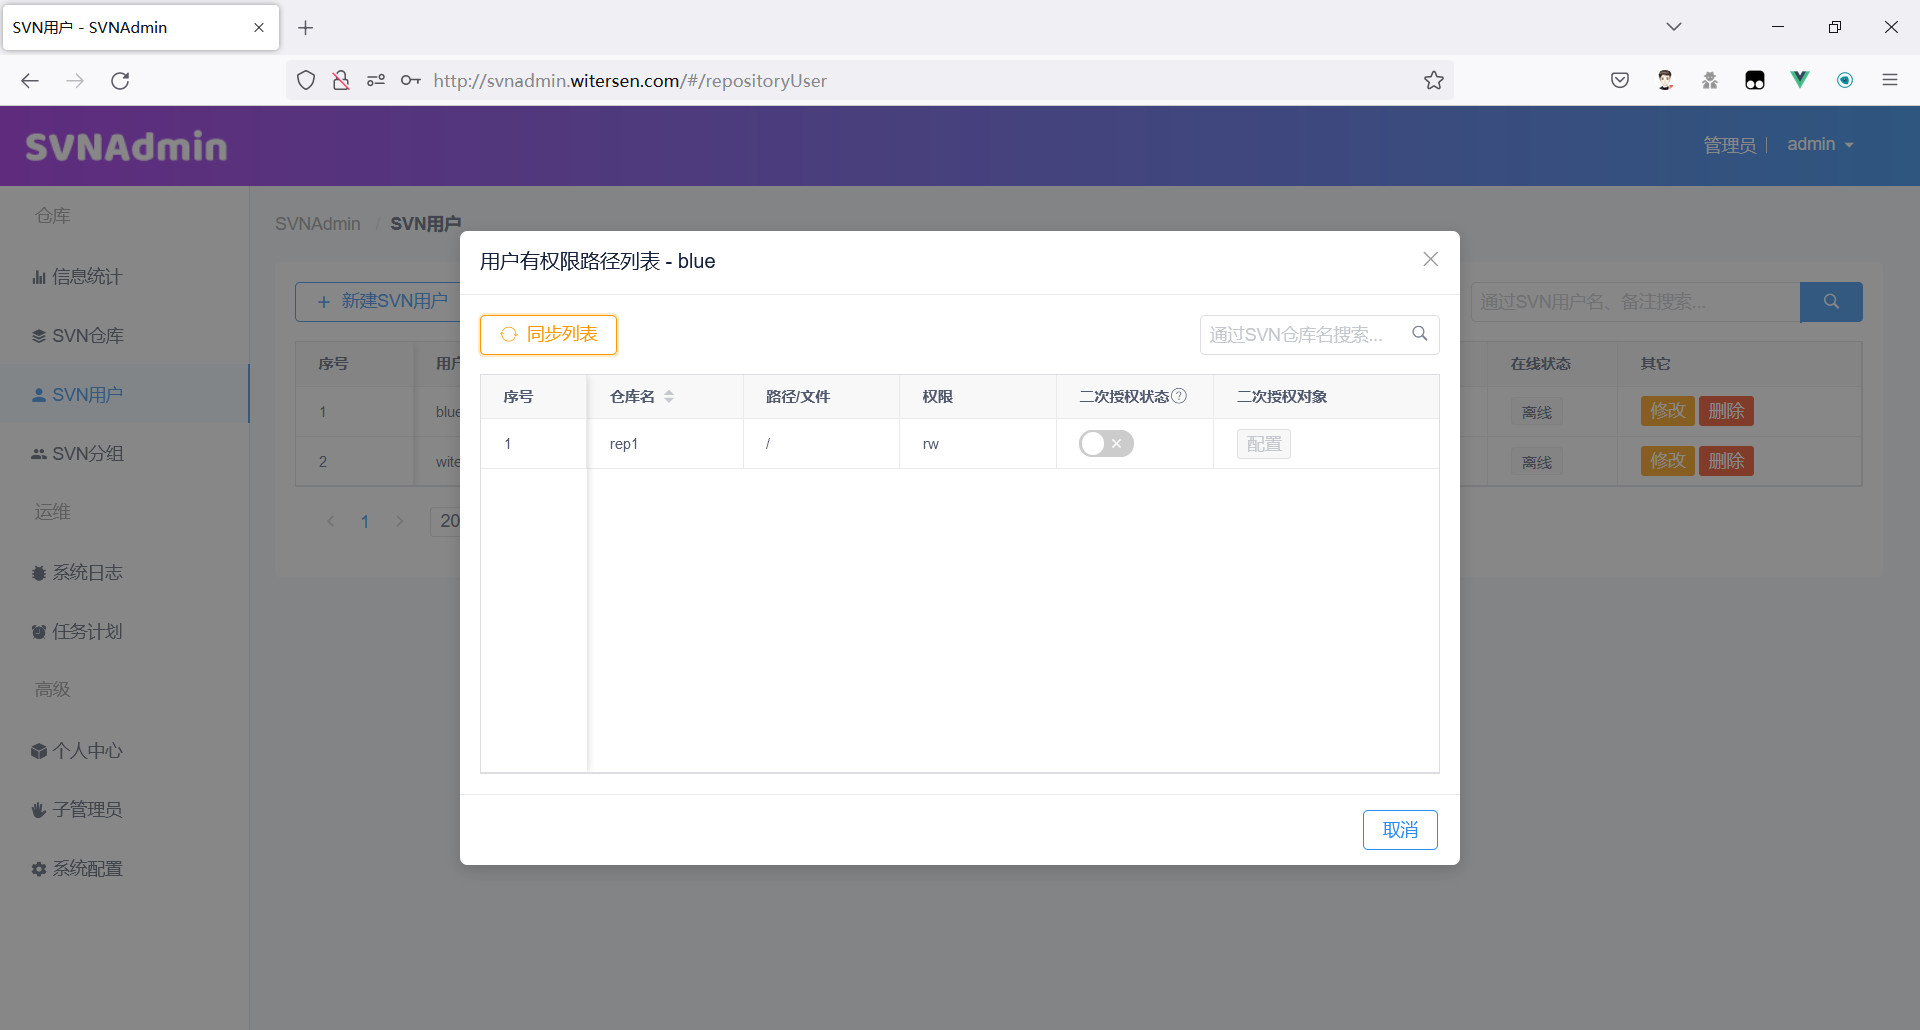 SVN用户 - SVNAdmin
http://svnadmin.witersen.com/#/repositoryUser
SVNAdmin
管理员
admin
仓库
信息统计
SVN仓库
SVN用户
SVN分组
运维
系统日志
任务计划
高级
个人中心
子管理员
系统配置
SVNAdmin / SVN用户
新建SVN用户
通过SVN用户名、备注搜索...
序号 在线状态 其它
1 blue 离线 修改 删除
2 离线 修改 删除
1 20
用户有权限路径列表 - blue
同步列表
通过SVN仓库名搜索...
序号 仓库名 路径/文件 权限 二次授权状态 二次授权对象
1 rep1 / rw 配置
取消